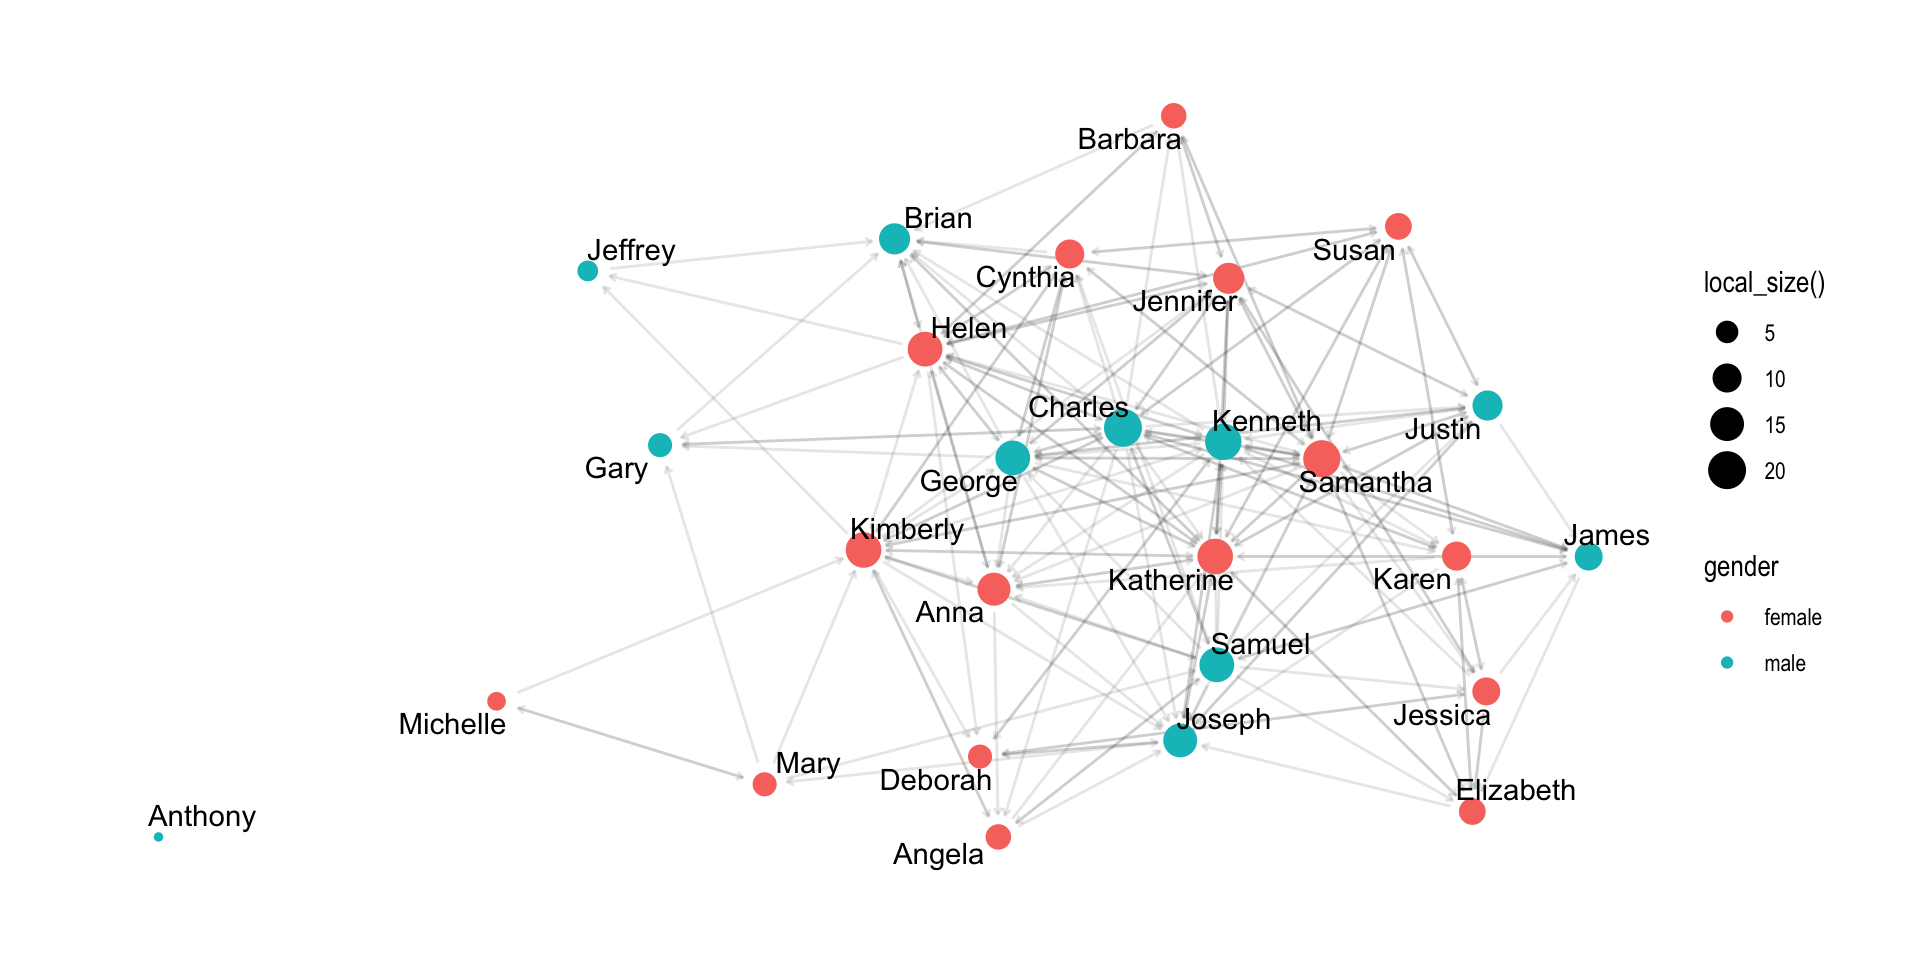 Barbara
Brian
Susan
Jeffrey
Cynthia
Jennifer
Helen
Charles
Kenneth
Justin
Gary
George
Samantha
Kimberly
James
Katherine
Karen
Anna
Samuel
Michelle
Joseph
Jessica
Mary
Deborah
Elizabeth
Anthony
Angela
local_size()
5
10
15
20
gender
female
male